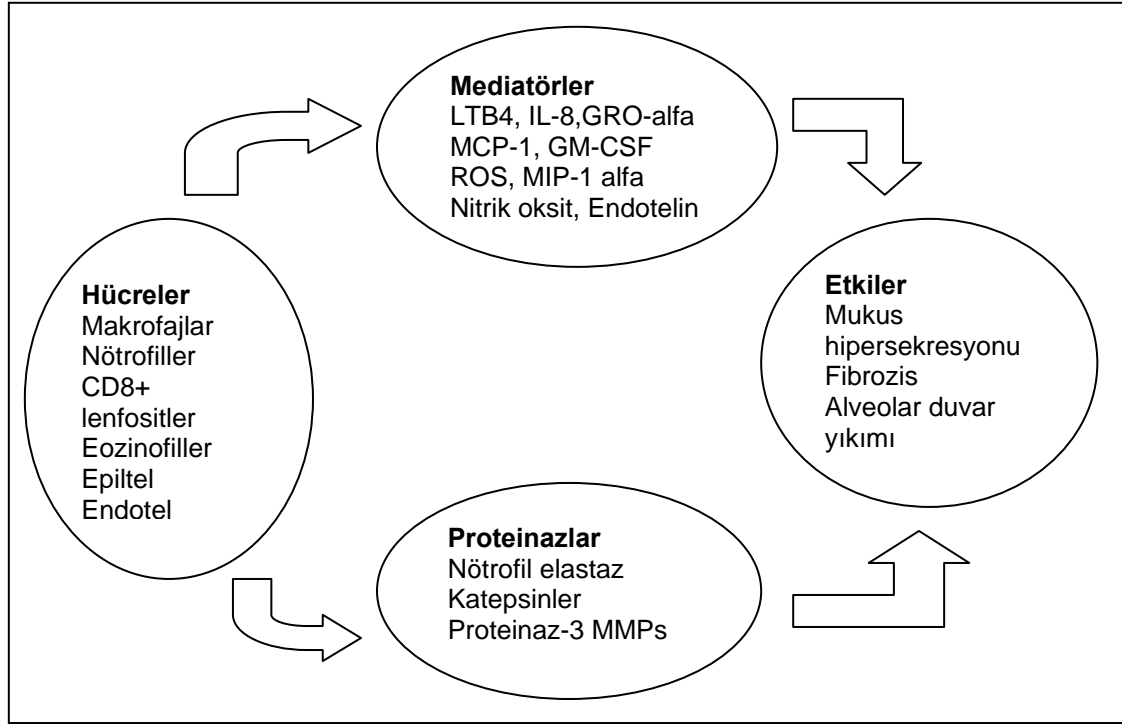 Mediatörler
LTB4, IL-8,GRO-alfa
MCP-1, GM-CSF
ROS, MIP-1 alfa
Nitrik oksit, Endotelin
Hücreler
Makrofajlar
Nötrofiller
CD8+
lenfositler
Eozinofiller
Epiltel
Endotel
Etkiler
Mukus
hipersekresyonu
Fibrozis
Alveolar duvar
yıkımı
Proteinazlar
Nötrofil elastaz
Katepsinler
Proteinaz-3 MMPs